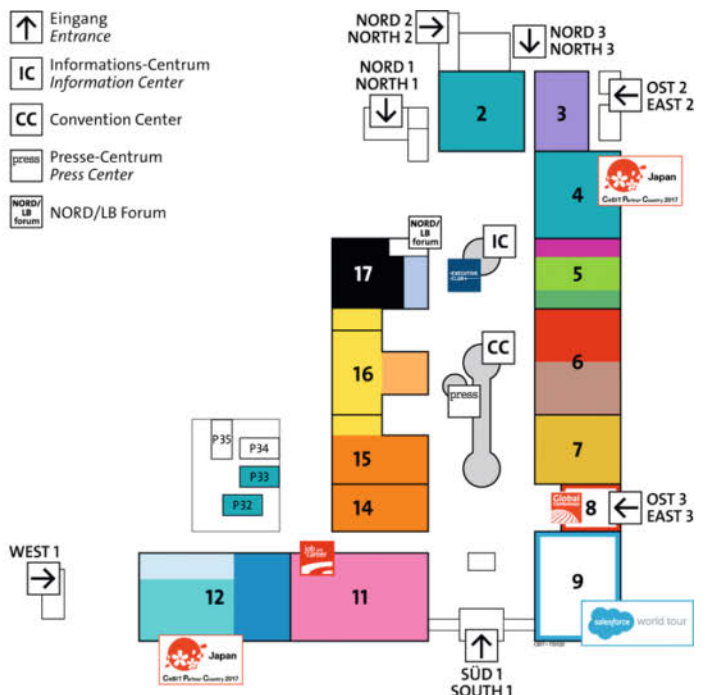 Eingang
Entrance
IC
Informations-Centrum
Information Center
CC
Convention Center
press
Presse-Centrum
Press Center
NORD/
LB
forum
NORD/LB Forum
NORD 2
NORTH 2
NORD 3
NORTH 3
NORD 1
NORTH 1
OST 2
EAST 2
2
3
4
Japan
CeBIT Partner Country 2017
NORD/
LB
forum
IC
17
5
CC
press
16
6
P35
P34
P33
P32
15
7
14
Global
8
OST 3
EAST 3
WEST 1
job and
career
12
11
9
salesforce world tour
Japan
CeBIT Partner Country 2017
SÜD 1
SOUTH 1